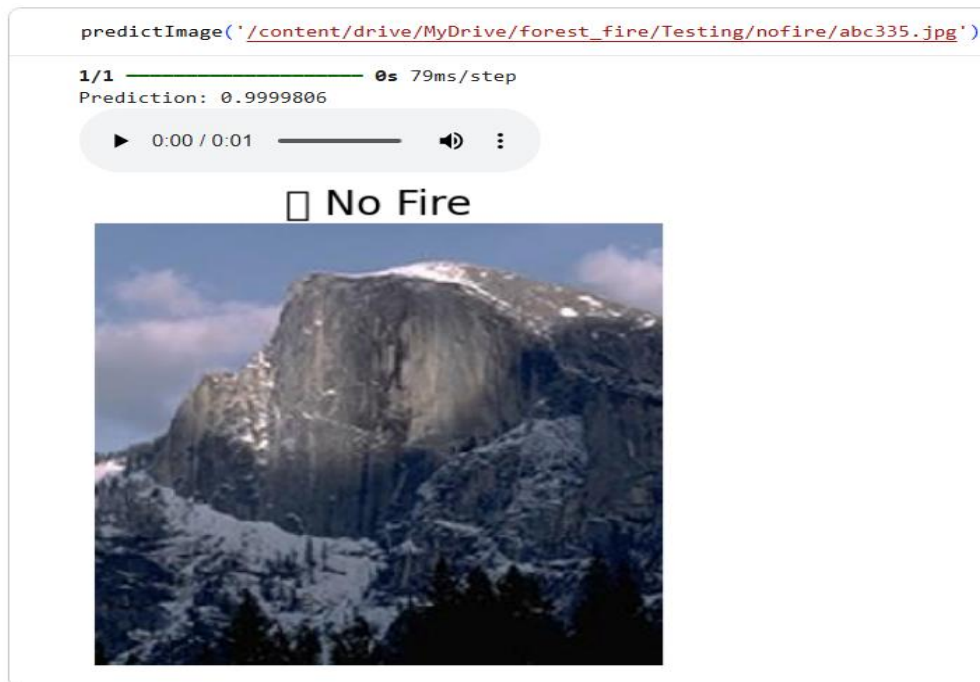 predictImage('/content/drive/MyDrive/forest_fire/Testing/nofire/abc335.jpg')
1/1 ━━━━━━━━━━━━━━━━━━━━ 0s 79ms/step
Prediction: 0.9999806
0:00 / 0:01
▯ No Fire